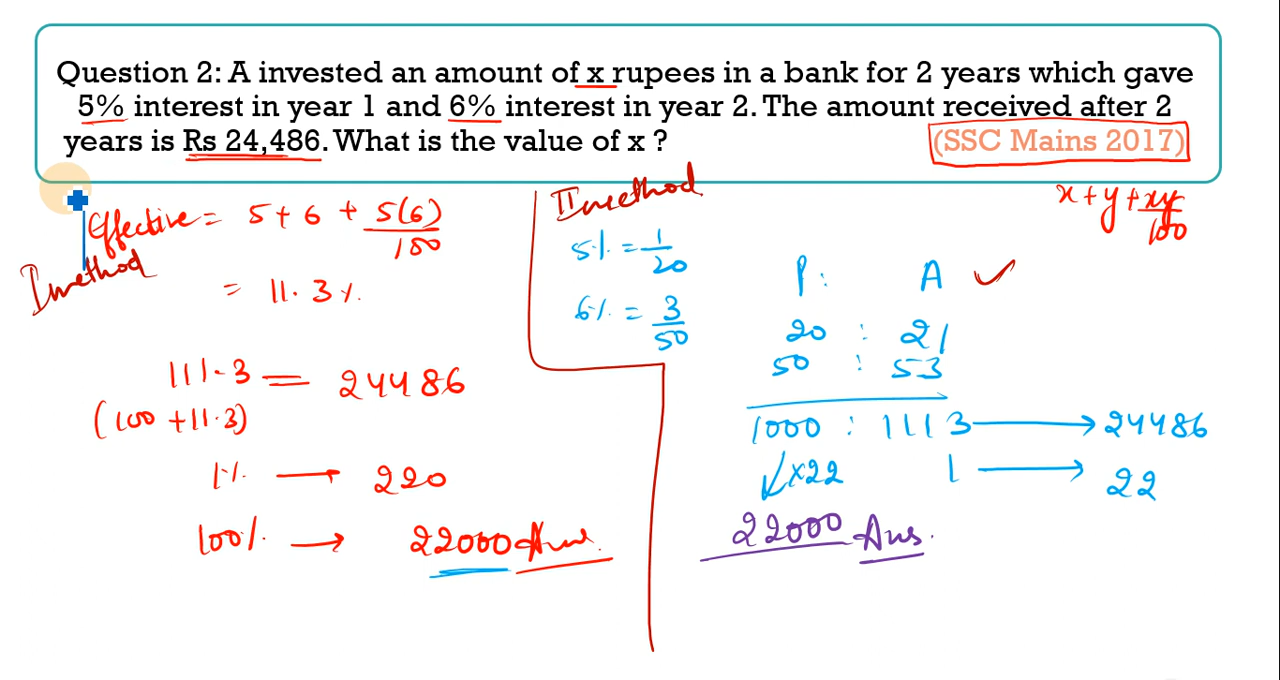 Question 2: A invested an amount of x rupees in a bank for 2 years which gave
5% interest in year 1 and 6% interest in year 2. The amount received after 2
years is Rs 24,486. What is the value of x ?
(SSC Mains 2017)
x+y+xy/100
I method
Effective = 5+6 + 5(6)/100
= 11.3%
111.3 = 24486
(100 + 11.3)
1% → 220
100% → 22000 Ans.
II method
5% = 1/20
6% = 3/50
P : A ✓
20 : 21
50 : 53
1000 : 1113 → 24486
↓×22 1 → 22
22000 Ans.